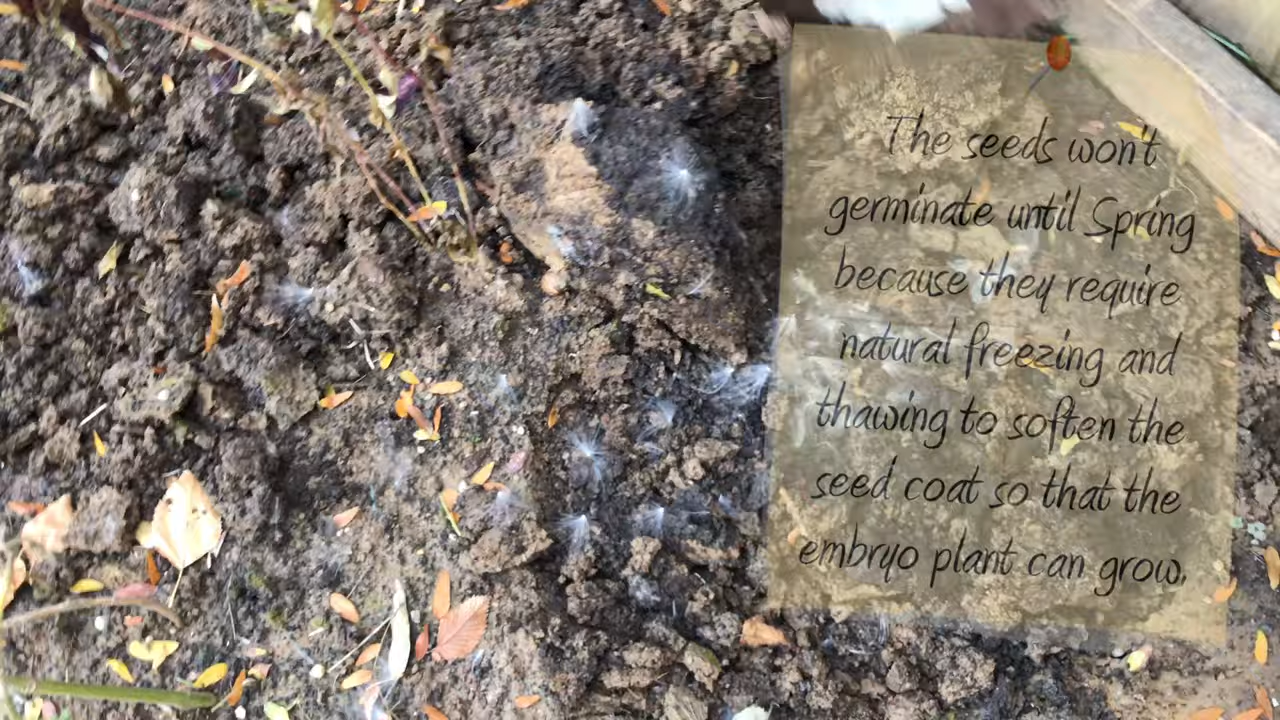 The seeds won't
germinate until Spring
because they require
natural freezing and
thawing to soften the
seed coat so that the
embryo plant can grow.